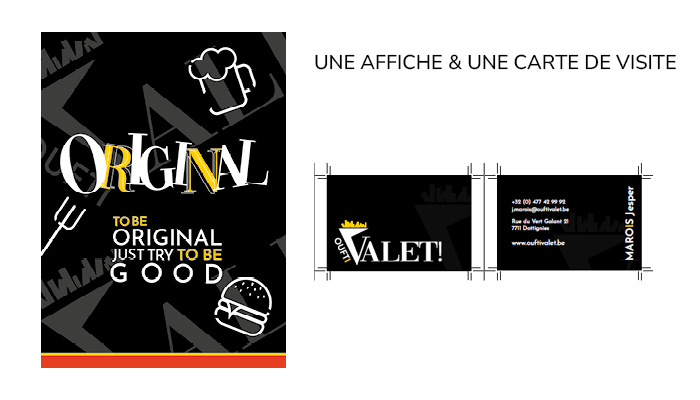 UNE AFFICHE & UNE CARTE DE VISITE
ORIGINAL
TO BE
ORIGINAL
JUST TRY TO BE
GOOD
OUFTI
VALET!
+32 (0) 477 42 99 92
j.marois@ouftivalet.be
Rue du Vert Galant 21
7711 Dottignies
www.ouftivalet.be
MAROIS Jesper